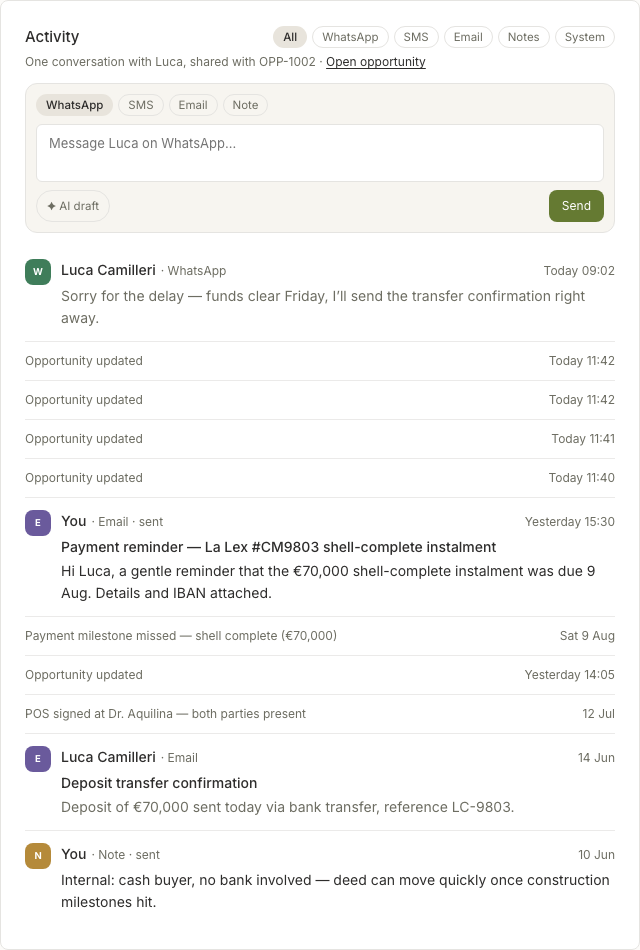 Activity
All WhatsApp SMS Email Notes System
One conversation with Luca, shared with OPP-1002 · Open opportunity
WhatsApp SMS Email Note
Message Luca on WhatsApp...
✦ AI draft
Send
W Luca Camilleri · WhatsApp Today 09:02
Sorry for the delay — funds clear Friday, I’ll send the transfer confirmation right
away.
Opportunity updated Today 11:42
Opportunity updated Today 11:42
Opportunity updated Today 11:41
Opportunity updated Today 11:40
E You · Email · sent Yesterday 15:30
Payment reminder — La Lex #CM9803 shell-complete instalment
Hi Luca, a gentle reminder that the €70,000 shell-complete instalment was due 9
Aug. Details and IBAN attached.
Payment milestone missed — shell complete (€70,000) Sat 9 Aug
Opportunity updated Yesterday 14:05
POS signed at Dr. Aquilina — both parties present 12 Jul
E Luca Camilleri · Email 14 Jun
Deposit transfer confirmation
Deposit of €70,000 sent today via bank transfer, reference LC-9803.
N You · Note · sent 10 Jun
Internal: cash buyer, no bank involved — deed can move quickly once construction
milestones hit.